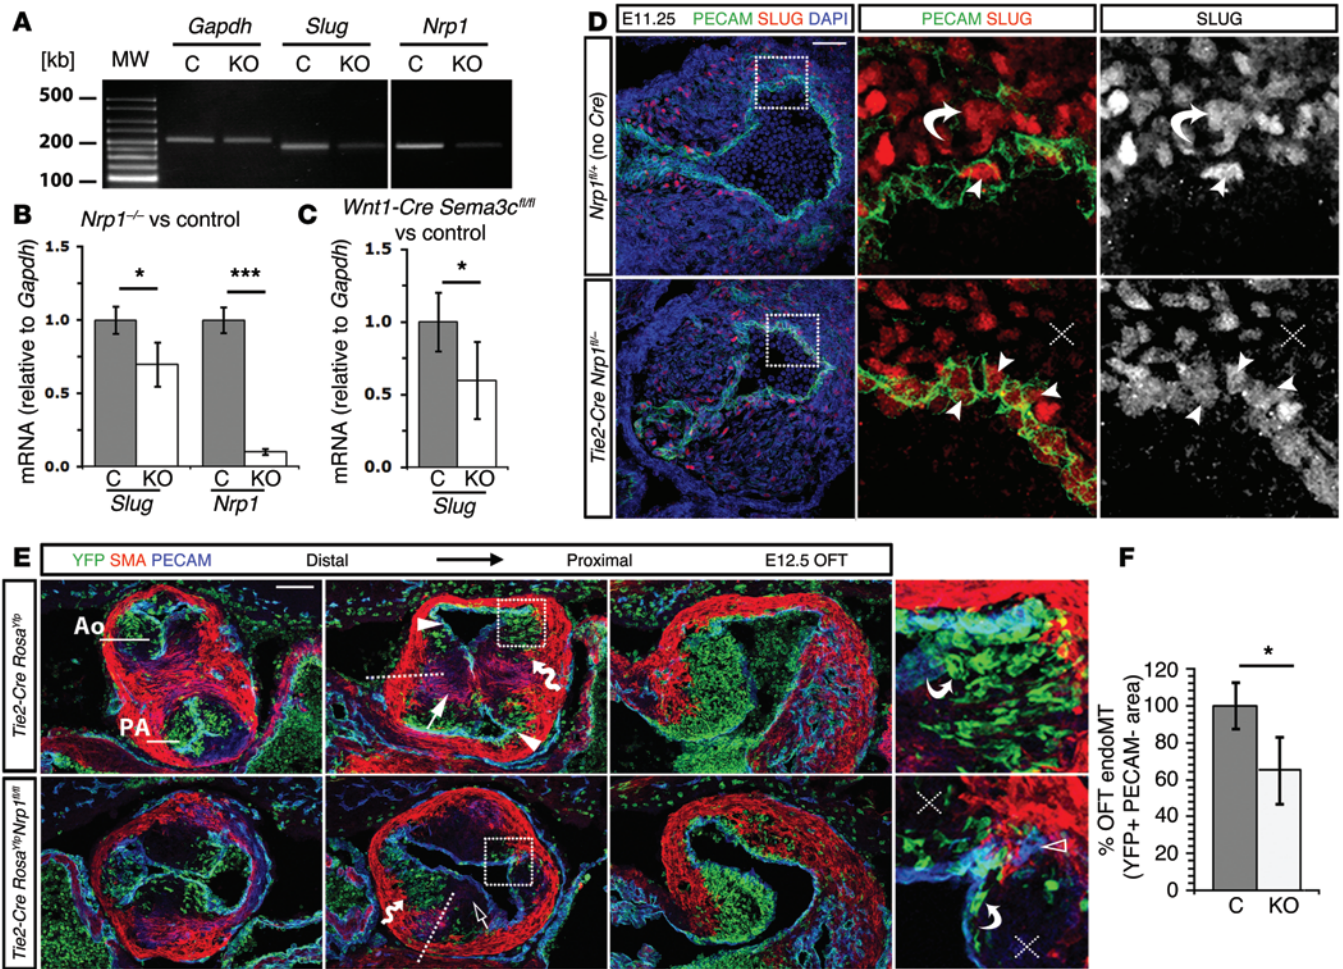 A
Gapdh Slug Nrp1
[kb] MW C KO C KO C KO
500
200
100
B
Nrp1–/– vs control
mRNA (relative to Gapdh)
1.5
1.0
0.5
0.0
* ***
C KO C KO
Slug Nrp1
C
Wnt1-Cre Sema3cfl/fl
vs control
mRNA (relative to Gapdh)
1.5
1.0
0.5
0.0
*
C KO
Slug
D
E11.25 PECAM SLUG DAPI
PECAM SLUG
SLUG
Nrp1fl/+ (no Cre)
Tie2-Cre Nrp1fl/–
E
YFP SMA PECAM Distal Proximal E12.5 OFT
Tie2-Cre RosaYfp
Ao
PA
Tie2-Cre RosaYfpNrp1fl/fl
F
% OFT endoMT
(YFP+ PECAM- area)
120
100
80
60
40
20
0
*
C KO